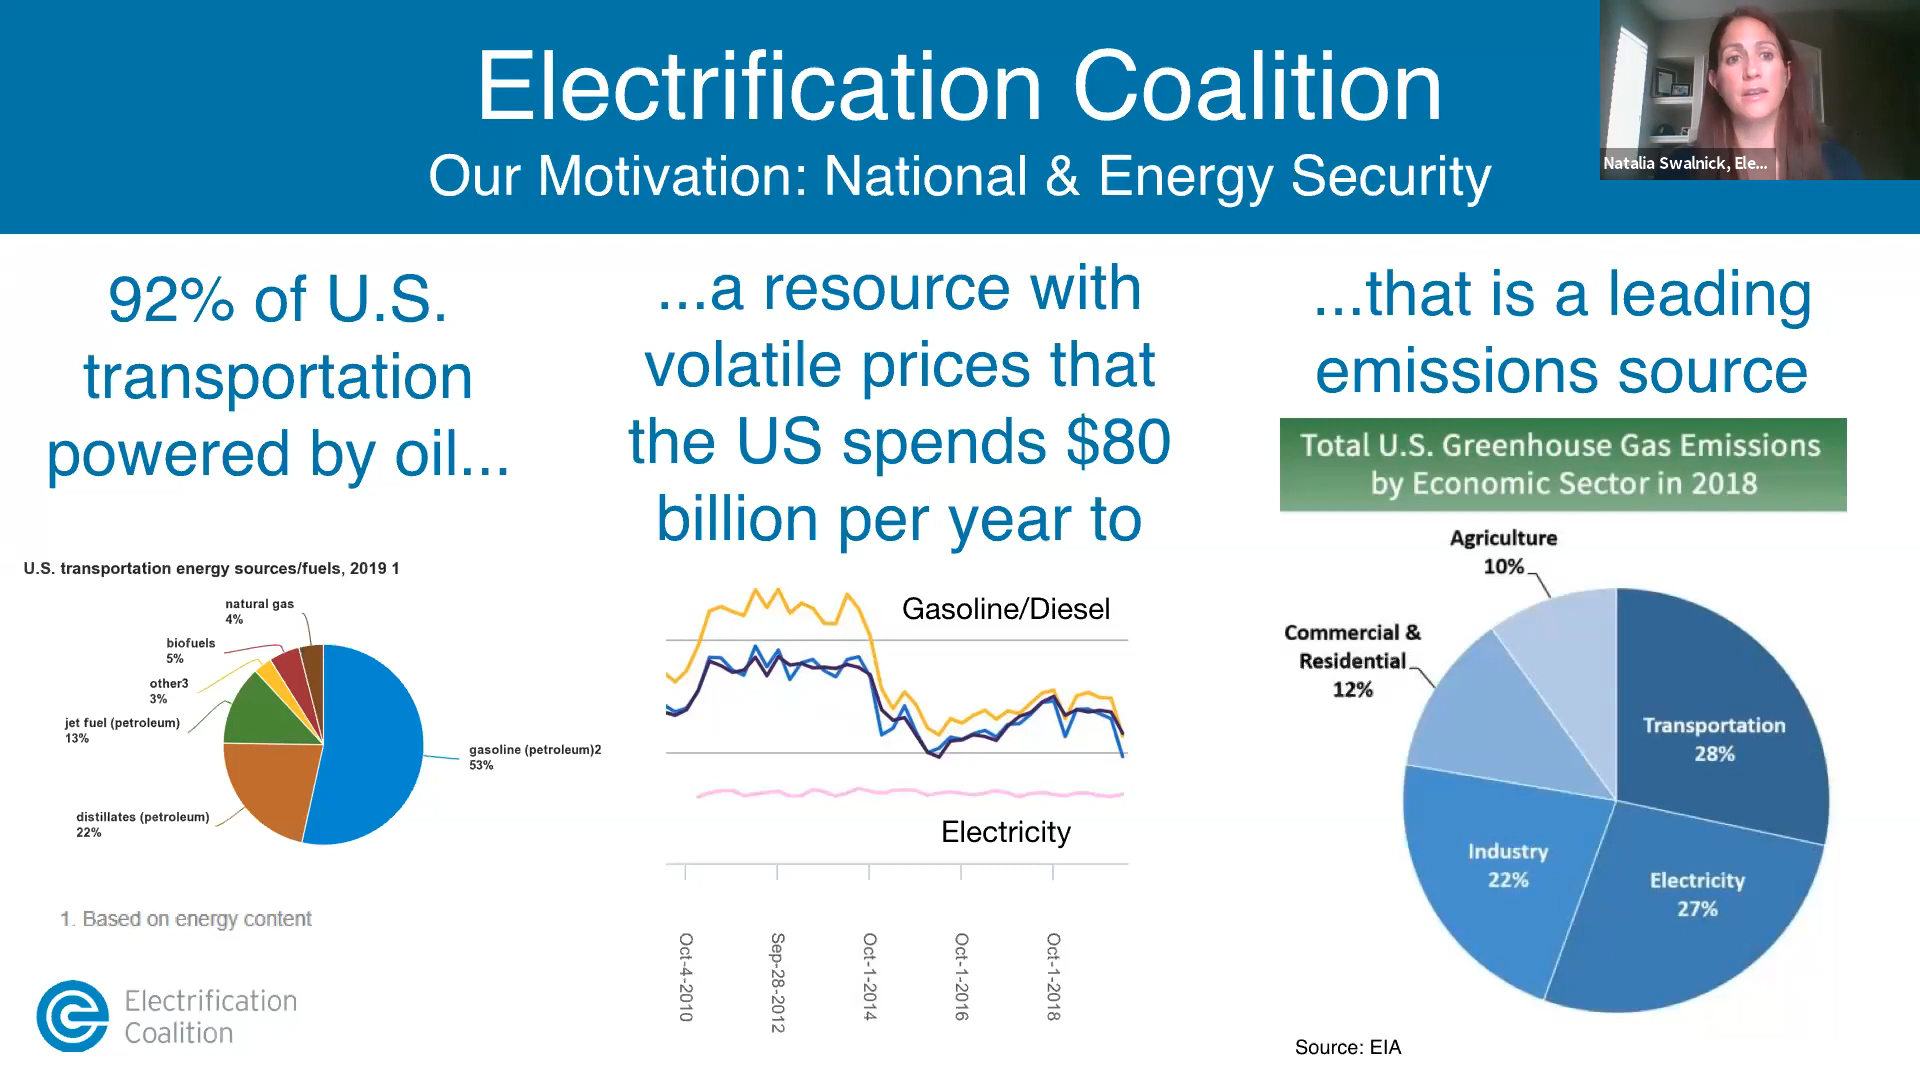 Electrification Coalition
Our Motivation: National & Energy Security
Natalia Swalnick, Ele...
92% of U.S.
transportation
powered by oil...
U.S. transportation energy sources/fuels, 2019 1
natural gas
4%
biofuels
5%
other3
3%
jet fuel (petroleum)
13%
distillates (petroleum)
22%
gasoline (petroleum)2
53%
1. Based on energy content
Electrification
Coalition
...a resource with
volatile prices that
the US spends $80
billion per year to
Gasoline/Diesel
Electricity
Oct-4-2010
Sep-28-2012
Oct-1-2014
Oct-1-2016
Oct-1-2018
...that is a leading
emissions source
Total U.S. Greenhouse Gas Emissions
by Economic Sector in 2018
Agriculture
10%
Commercial &
Residential
12%
Transportation
28%
Industry
22%
Electricity
27%
Source: EIA